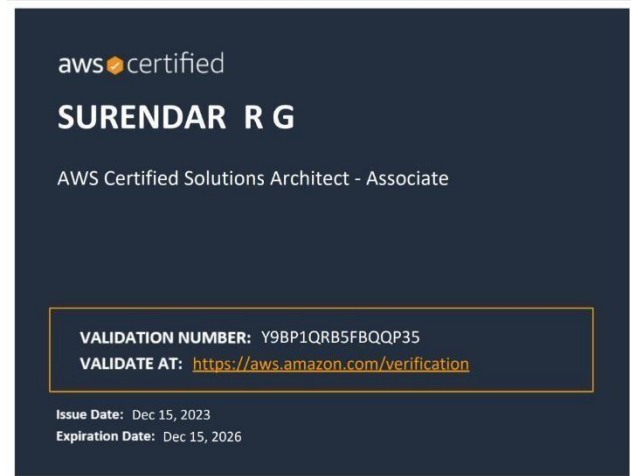 aws certified
SURENDAR R G
AWS Certified Solutions Architect - Associate
VALIDATION NUMBER: Y9BP1QRB5FBQQP35
VALIDATE AT: https://aws.amazon.com/verification
Issue Date: Dec 15, 2023
Expiration Date: Dec 15, 2026